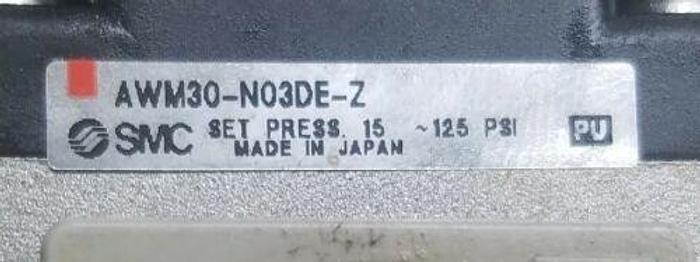 AWM30-N03DE-Z
SMC SET PRESS. 15 ~125 PSI PU
MADE IN JAPAN